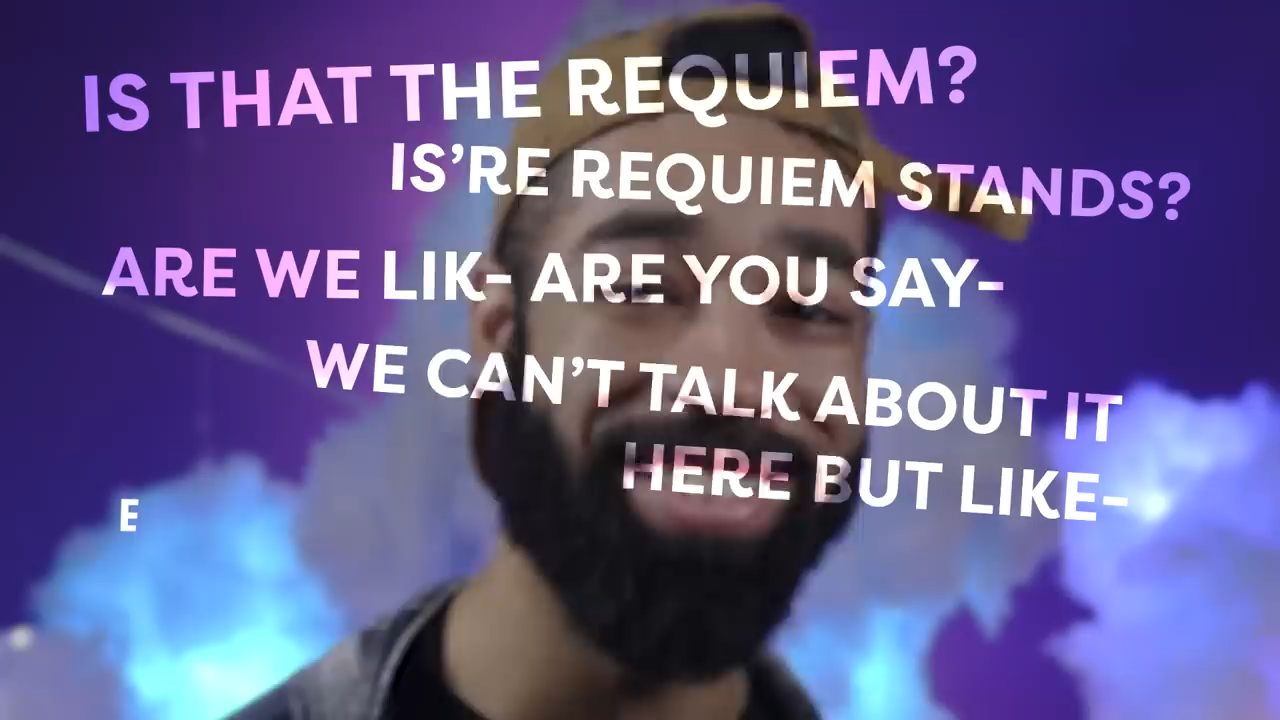 IS THAT THE REQUIEM?
IS’RE REQUIEM STANDS?
ARE WE LIK- ARE YOU SAY-
WE CAN’T TALK ABOUT IT
HERE BUT LIKE-
E